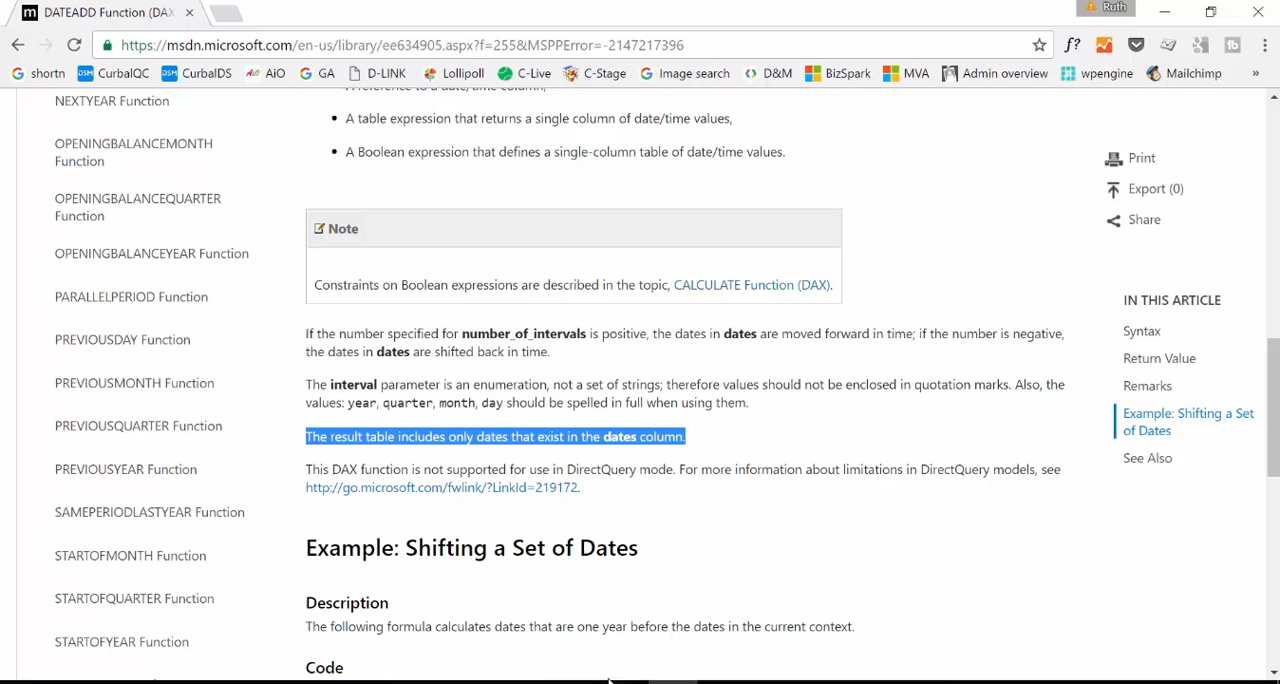 DATEADD Function (DAX
Ruth
https://msdn.microsoft.com/en-us/library/ee634905.aspx?f=255&MSPPError=-2147217396
shortn CurbalQC CurbalDS AiO GA D-LINK Lollipoll C-Live C-Stage Image search D&M BizSpark MVA Admin overview wpengine Mailchimp »
NEXTYEAR Function
OPENINGBALANCEMONTH
Function
OPENINGBALANCEQUARTER
Function
OPENINGBALANCEYEAR Function
PARALLELPERIOD Function
PREVIOUSDAY Function
PREVIOUSMONTH Function
PREVIOUSQUARTER Function
PREVIOUSYEAR Function
SAMEPERIODLASTYEAR Function
STARTOFMONTH Function
STARTOFQUARTER Function
STARTOFYEAR Function
A reference to a date/time column,
• A table expression that returns a single column of date/time values,
• A Boolean expression that defines a single-column table of date/time values.
Note
Constraints on Boolean expressions are described in the topic, CALCULATE Function (DAX).
If the number specified for number_of_intervals is positive, the dates in dates are moved forward in time; if the number is negative,
the dates in dates are shifted back in time.
The interval parameter is an enumeration, not a set of strings; therefore values should not be enclosed in quotation marks. Also, the
values: year, quarter, month, day should be spelled in full when using them.
The result table includes only dates that exist in the dates column.
This DAX function is not supported for use in DirectQuery mode. For more information about limitations in DirectQuery models, see
http://go.microsoft.com/fwlink/?LinkId=219172.
Example: Shifting a Set of Dates
Description
The following formula calculates dates that are one year before the dates in the current context.
Code
Print
Export (0)
Share
IN THIS ARTICLE
Syntax
Return Value
Remarks
Example: Shifting a Set
of Dates
See Also